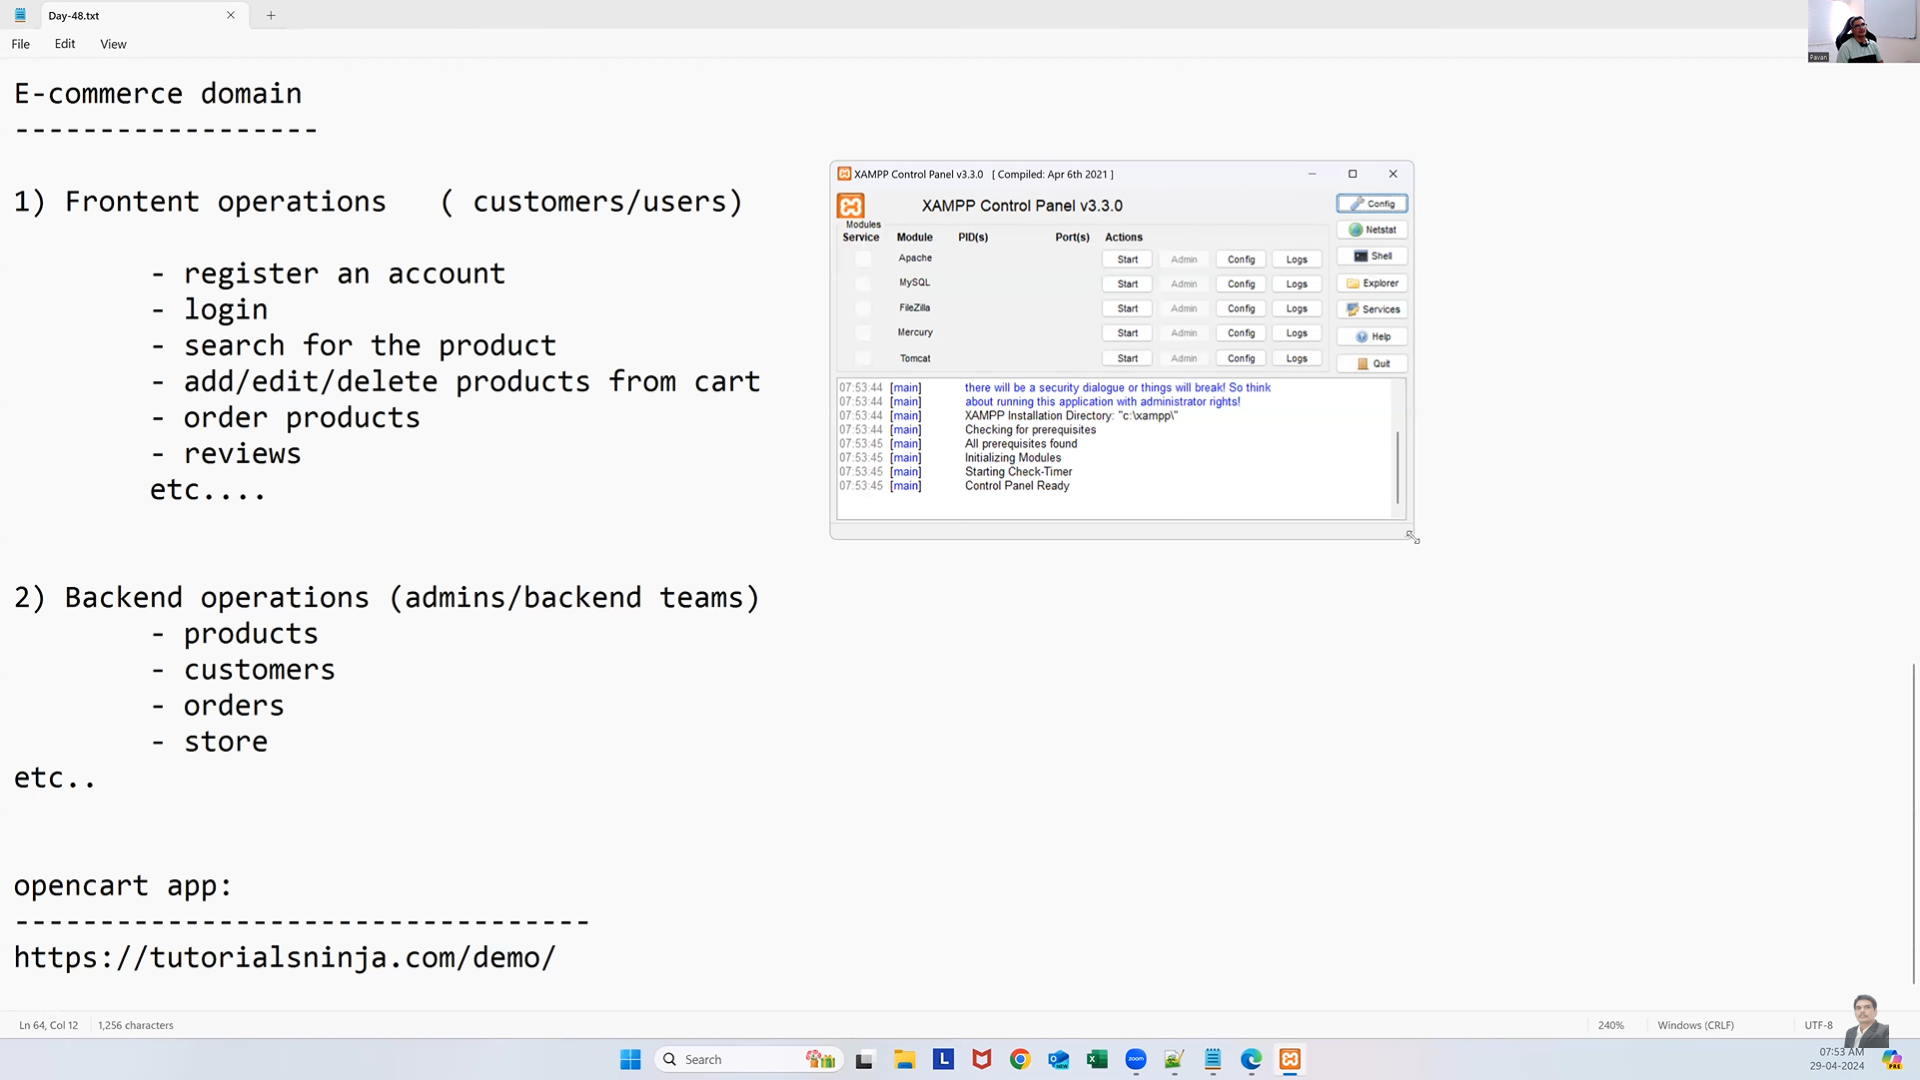 Day-48.txt
File Edit View
Pavan
E-commerce domain
------------------
1) Frontent operations ( customers/users)
- register an account
- login
- search for the product
- add/edit/delete products from cart
- order products
- reviews
etc....
2) Backend operations (admins/backend teams)
- products
- customers
- orders
- store
etc..
opencart app:
----------------------------------
https://tutorialsninja.com/demo/
XAMPP Control Panel v3.3.0 [ Compiled: Apr 6th 2021 ]
XAMPP Control Panel v3.3.0
Config
Netstat
Shell
Explorer
Services
Help
Quit
Modules
Service Module PID(s) Port(s) Actions
Apache Start Admin Config Logs
MySQL Start Admin Config Logs
FileZilla Start Admin Config Logs
Mercury Start Admin Config Logs
Tomcat Start Admin Config Logs
07:53:44 [main] there will be a security dialogue or things will break! So think
07:53:44 [main] about running this application with administrator rights!
07:53:44 [main] XAMPP Installation Directory: "c:\xampp\"
07:53:44 [main] Checking for prerequisites
07:53:45 [main] All prerequisites found
07:53:45 [main] Initializing Modules
07:53:45 [main] Starting Check-Timer
07:53:45 [main] Control Panel Ready
Ln 64, Col 12 1,256 characters 240% Windows (CRLF) UTF-8
Search
L
NEW
zoom
07:53 AM
29-04-2024
PRE